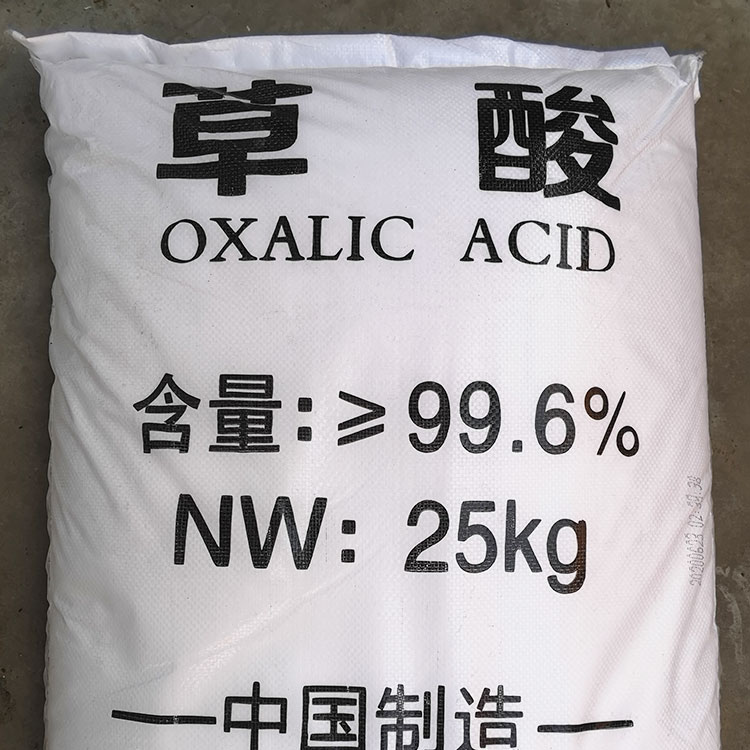 草 酸
OXALIC ACID
含量:≥99.6%
NW: 25kg
—中国制造—